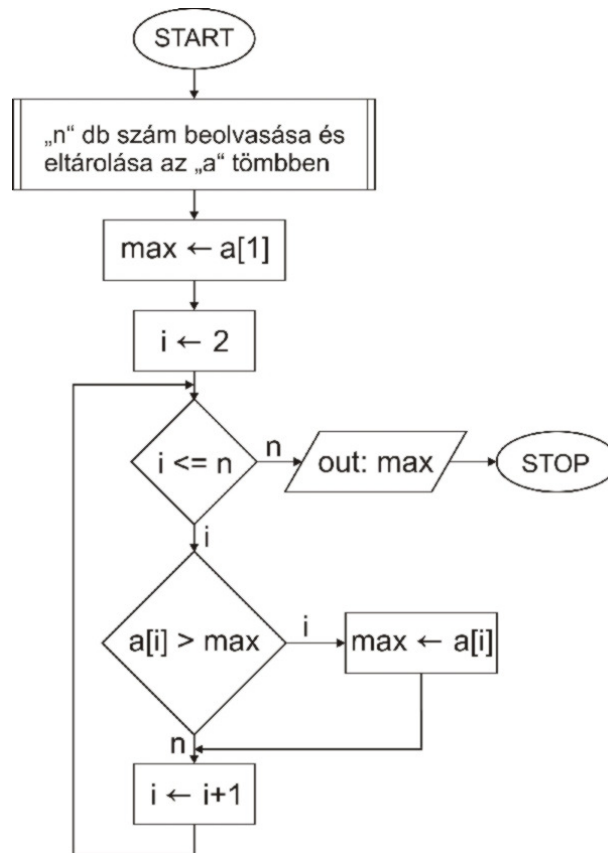 START
„n“ db szám beolvasása és
eltárolása az „a“ tömbben
max ← a[1]
i ← 2
i <= n
n
out: max
STOP
i
a[i] > max
i
max ← a[i]
n
i ← i+1